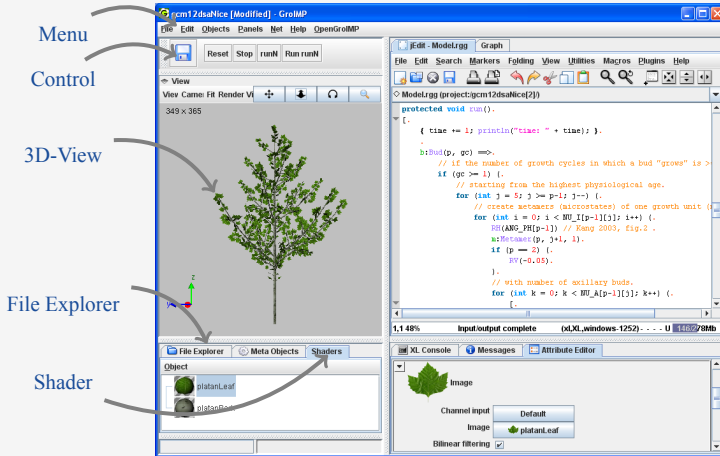 Menu
Control
3D-View
File Explorer
Shader
gcm12dsaNice [Modified] - GroIMP
File Edit Objects Panels Net Help OpenGroIMP
Reset Stop runN Run runN
View
View Camer Fit Render Vi
349 x 365
z
y
File Explorer Meta Objects Shaders
Object
platanLeaf
jEdit - Model.rgg Graph
File Edit Search Markers Folding View Utilities Macros Plugins Help
Model.rgg (project:/gcm12dsaNice[2]/)
protected void run().
[.
{ time += 1; println("time: " + time); }.
.
b:Bud(p, gc) ==>.
// if the number of growth cycles in which a bud "grows" is >
if (gc >= 1) (.
// starting from the highest physiological age.
for (int j = 5; j >= p-1; j--) (.
// create metamers (microstates) of one growth unit (
for (int i = 0; i < NU_I[p-1][j]; i++) (.
RH(ANG_PH[p-1]) // Kang 2003, fig.2 .
m:Metamer(p, j+1, 1).
if (p == 2) (.
RV(-0.05).
).
// with number of axillary buds.
for (int k = 0; k < NU_A[p-1][j]; k++) (.
[.
1,1 48% Input/output complete (xl,XL,windows-1252) - - - - U 146/278Mb
XL Console Messages Attribute Editor
Image
Channel input Default
Image platanLeaf
Bilinear filtering